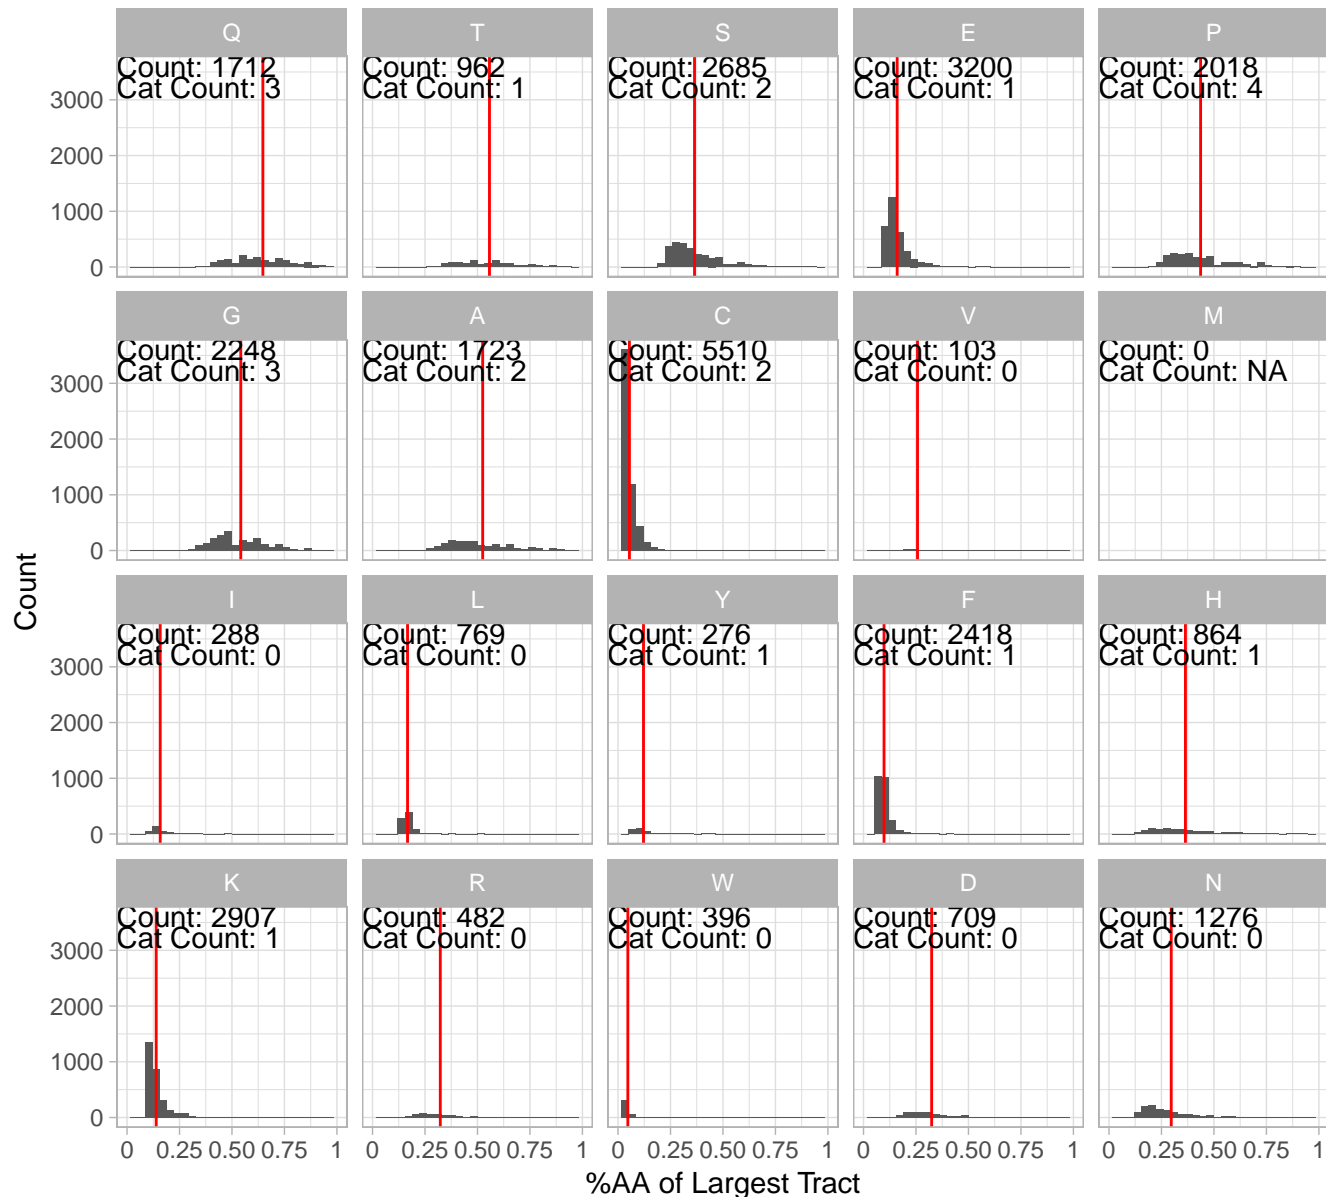 Q T S E P
Count: 1712 Count: 962 Count: 2685 Count: 3200 Count: 2018
Cat Count: 3 Cat Count: 1 Cat Count: 2 Cat Count: 1 Cat Count: 4
3000
2000
1000
0
G A C V M
Count: 2248 Count: 1723 Count: 5510 Count: 103 Count: 0
Cat Count: 3 Cat Count: 2 Cat Count: 2 Cat Count: 0 Cat Count: NA
3000
2000
1000
0
Count
I L Y F H
Count: 288 Count: 769 Count: 276 Count: 2418 Count: 864
Cat Count: 0 Cat Count: 0 Cat Count: 1 Cat Count: 1 Cat Count: 1
3000
2000
1000
0
K R W D N
Count: 2907 Count: 482 Count: 396 Count: 709 Count: 1276
Cat Count: 1 Cat Count: 0 Cat Count: 0 Cat Count: 0 Cat Count: 0
3000
2000
1000
0
0 0.25 0.50 0.75 1 0 0.25 0.50 0.75 1 0 0.25 0.50 0.75 1 0 0.25 0.50 0.75 1 0 0.25 0.50 0.75 1
%AA of Largest Tract